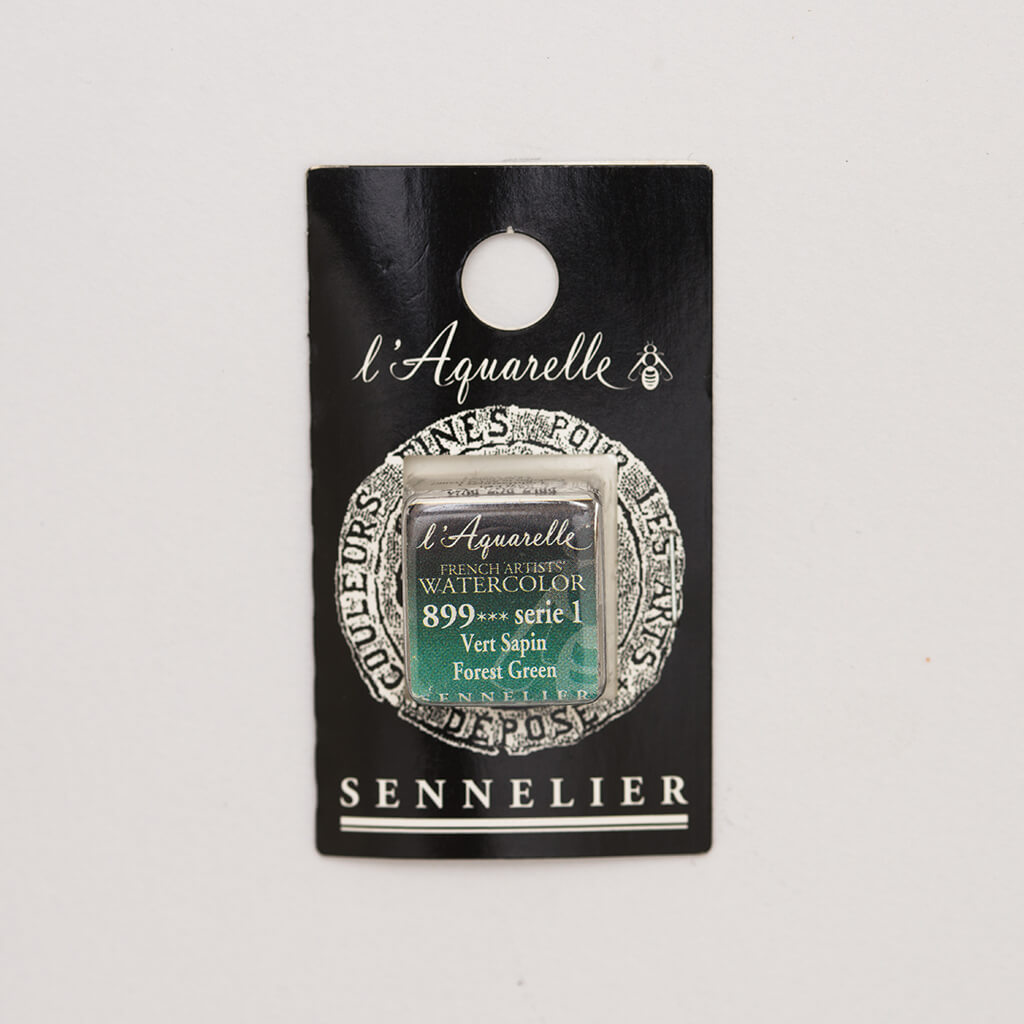 l'Aquarelle
COULEURS FINES POUR LES ARTS
DÉPOSÉ
l'Aquarelle
FRENCH ARTISTS'
WATERCOLOR
899*** serie 1
Vert Sapin
Forest Green
SENNELIER
SENNELIER